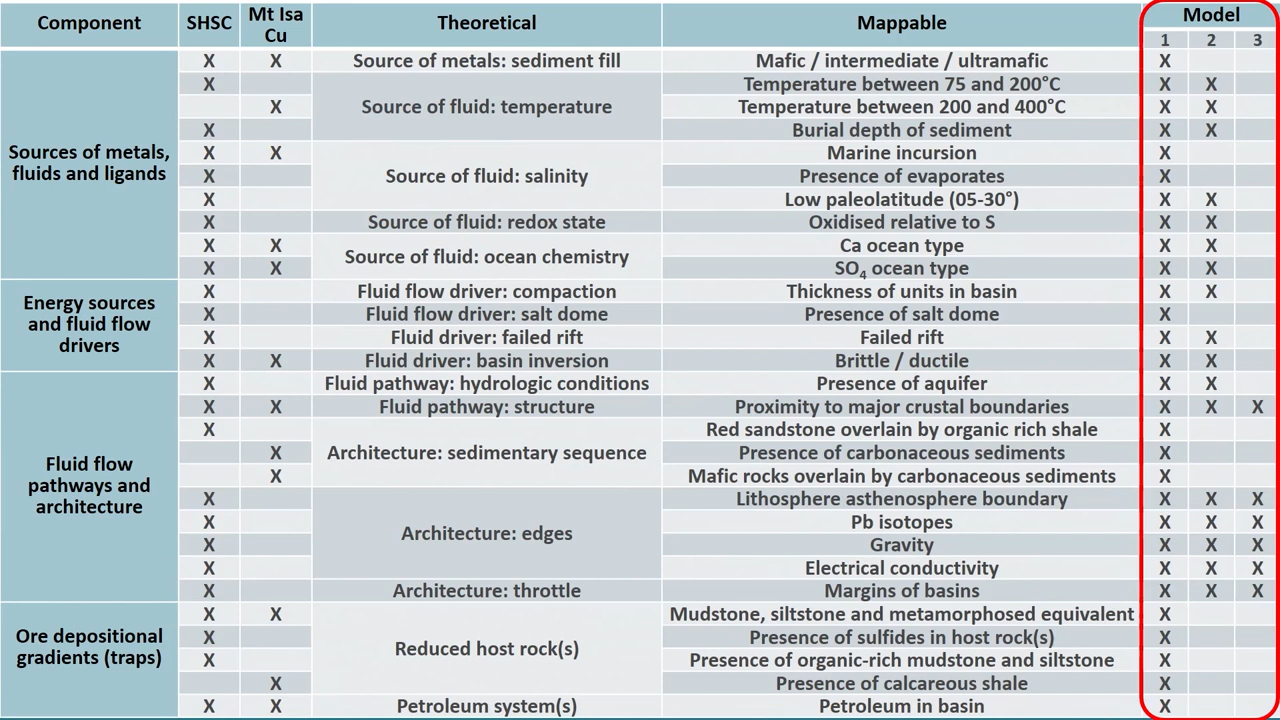 Component SHSC Mt Isa Cu Theoretical Mappable Model
1 2 3
Sources of metals, fluids and ligands
X X Source of metals: sediment fill Mafic / intermediate / ultramafic X
X Source of fluid: temperature Temperature between 75 and 200°C X X
X Temperature between 200 and 400°C X X
X Burial depth of sediment X X
X X Source of fluid: salinity Marine incursion X
X Presence of evaporates X
X Low paleolatitude (05-30°) X X
X Source of fluid: redox state Oxidised relative to S X X
X X Source of fluid: ocean chemistry Ca ocean type X X
X X SO₄ ocean type X X
Energy sources and fluid flow drivers
X Fluid flow driver: compaction Thickness of units in basin X X
X Fluid flow driver: salt dome Presence of salt dome X
X Fluid driver: failed rift Failed rift X X
X X Fluid driver: basin inversion Brittle / ductile X X
Fluid flow pathways and architecture
X Fluid pathway: hydrologic conditions Presence of aquifer X X
X X Fluid pathway: structure Proximity to major crustal boundaries X X X
X Architecture: sedimentary sequence Red sandstone overlain by organic rich shale X
X Presence of carbonaceous sediments X
X Mafic rocks overlain by carbonaceous sediments X
X Architecture: edges Lithosphere asthenosphere boundary X X X
X Pb isotopes X X X
X Gravity X X X
X Electrical conductivity X X X
X Architecture: throttle Margins of basins X X X
Ore depositional gradients (traps)
X X Reduced host rock(s) Mudstone, siltstone and metamorphosed equivalent X
X Presence of sulfides in host rock(s) X
X Presence of organic-rich mudstone and siltstone X
X Presence of calcareous shale X
X X Petroleum system(s) Petroleum in basin X